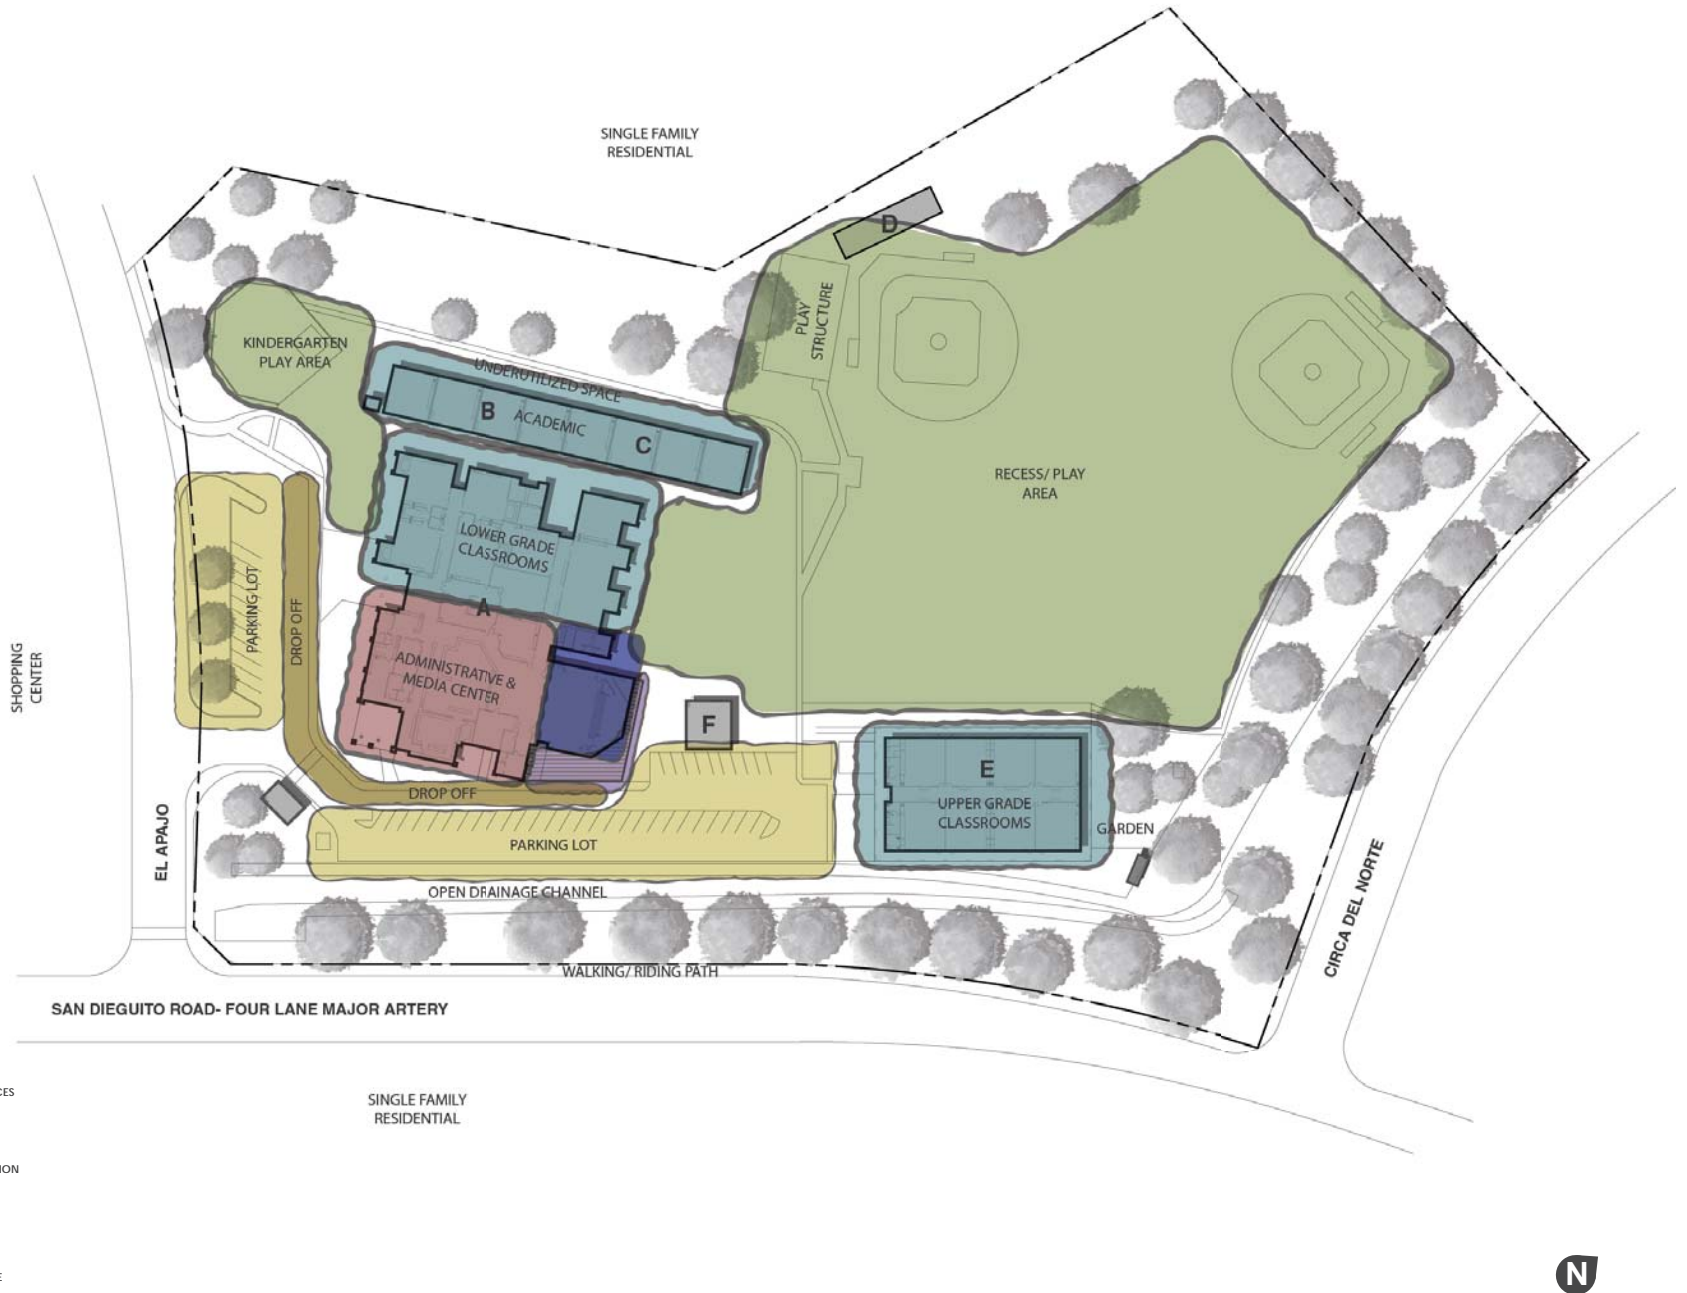 SINGLE FAMILY
RESIDENTIAL
D
PLAY
STRUCTURE
KINDERGARTEN
PLAY AREA
UNDERUTILIZED SPACE
B
ACADEMIC
C
RECESS/ PLAY
AREA
LOWER GRADE
CLASSROOMS
PARKING LOT
DROP OFF
A
ADMINISTRATIVE &
MEDIA CENTER
SHOPPING
CENTER
F
E
UPPER GRADE
CLASSROOMS
GARDEN
DROP OFF
PARKING LOT
EL APAJO
OPEN DRAINAGE CHANNEL
CIRCA DEL NORTE
WALKING/ RIDING PATH
SAN DIEGUITO ROAD- FOUR LANE MAJOR ARTERY
SINGLE FAMILY
RESIDENTIAL
N